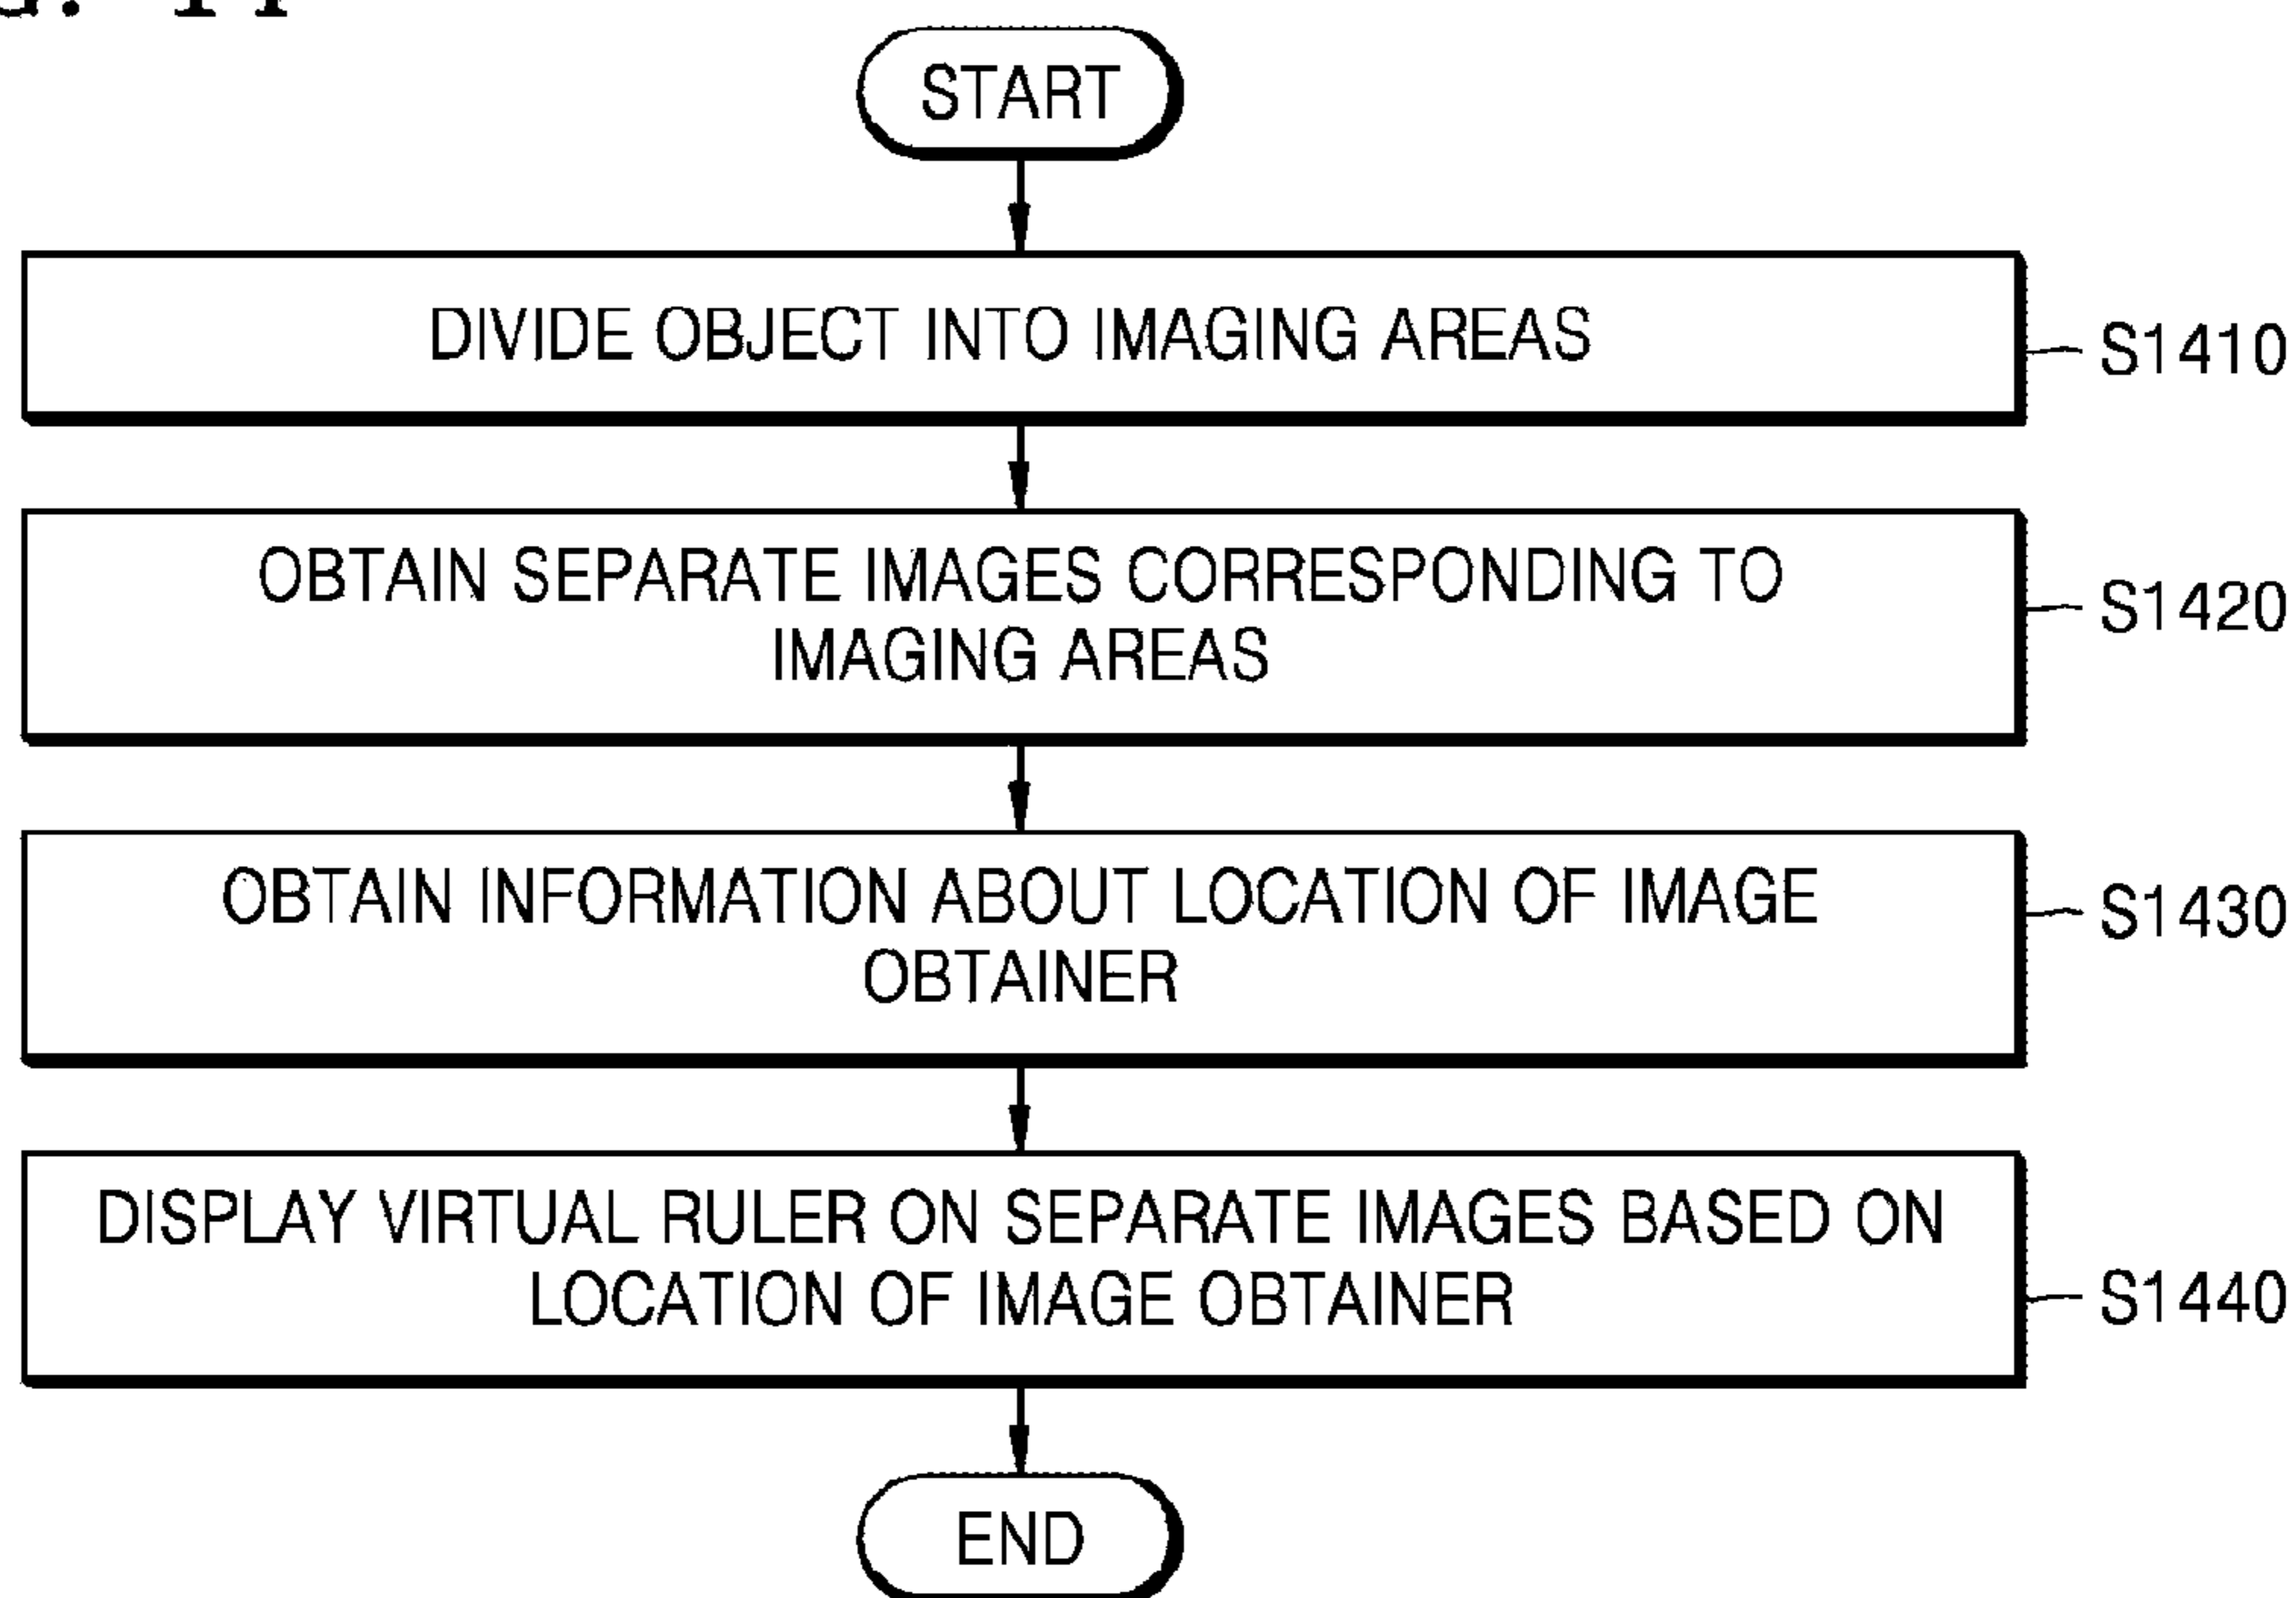 START
DIVIDE OBJECT INTO IMAGING AREAS
S1410
OBTAIN SEPARATE IMAGES CORRESPONDING TO
IMAGING AREAS
S1420
OBTAIN INFORMATION ABOUT LOCATION OF IMAGE
OBTAINER
S1430
DISPLAY VIRTUAL RULER ON SEPARATE IMAGES BASED ON
LOCATION OF IMAGE OBTAINER
S1440
END